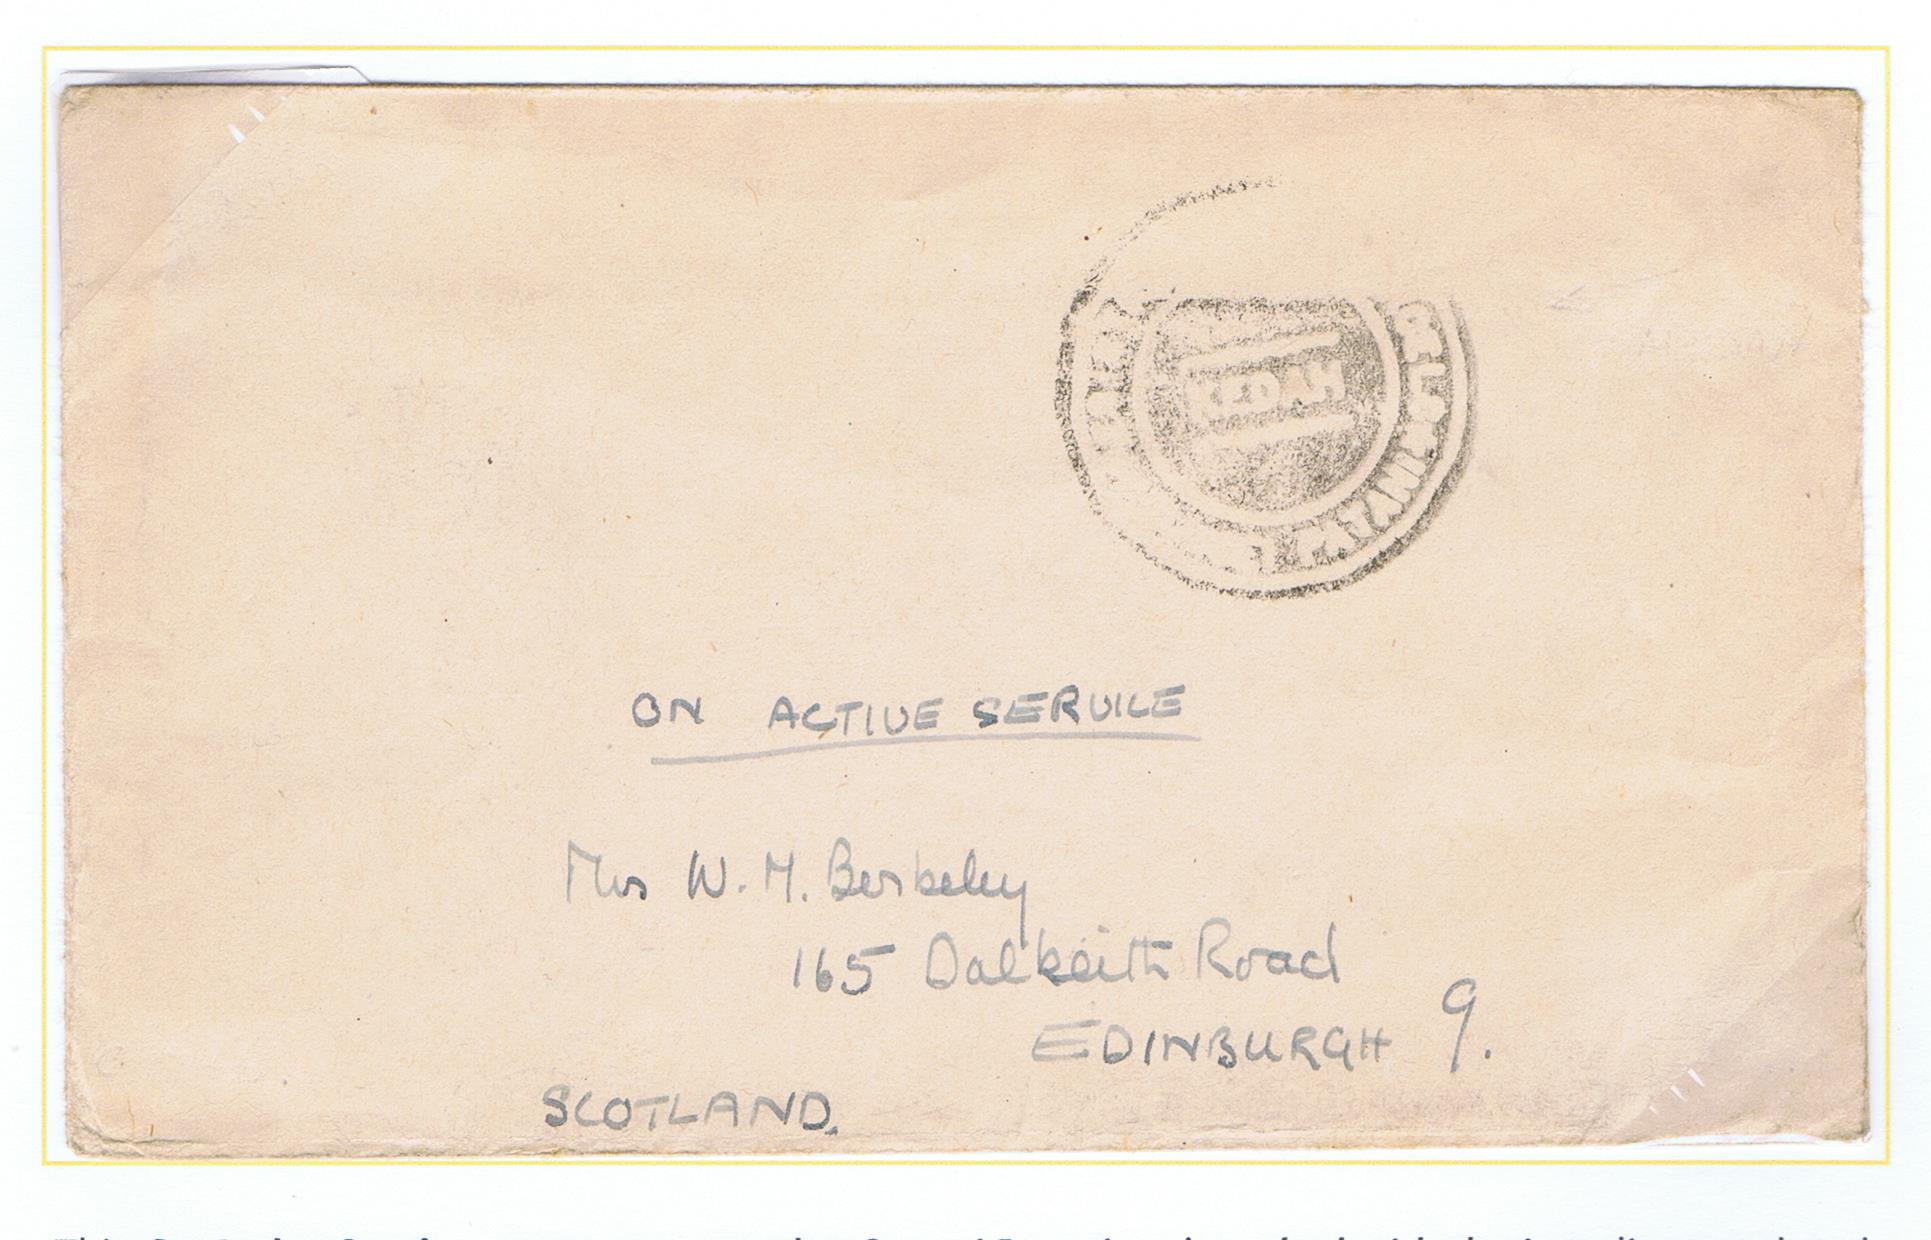 KEDAH
ON ACTIVE SERVICE
Mrs W. M. Berkeley
165 Dalkeith Road
EDINBURGH 9.
SCOTLAND.